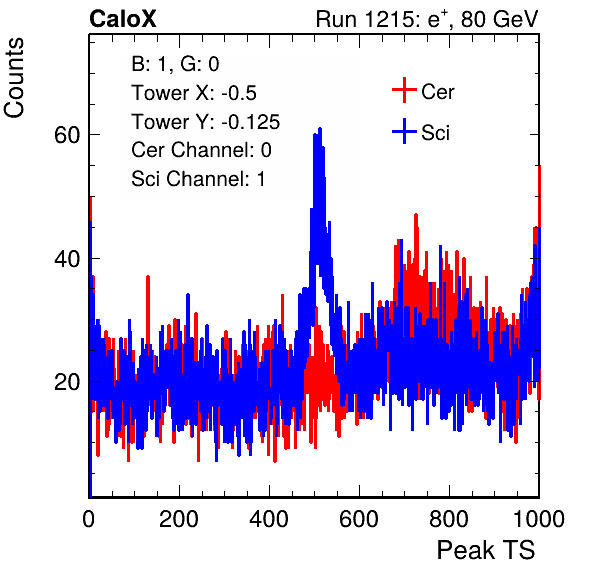 CaloX Run 1215: e⁺, 80 GeV
Counts
B: 1, G: 0
Tower X: -0.5
Tower Y: -0.125
Cer Channel: 0
Sci Channel: 1
Cer
Sci
60
40
20
0 200 400 600 800 1000
Peak TS